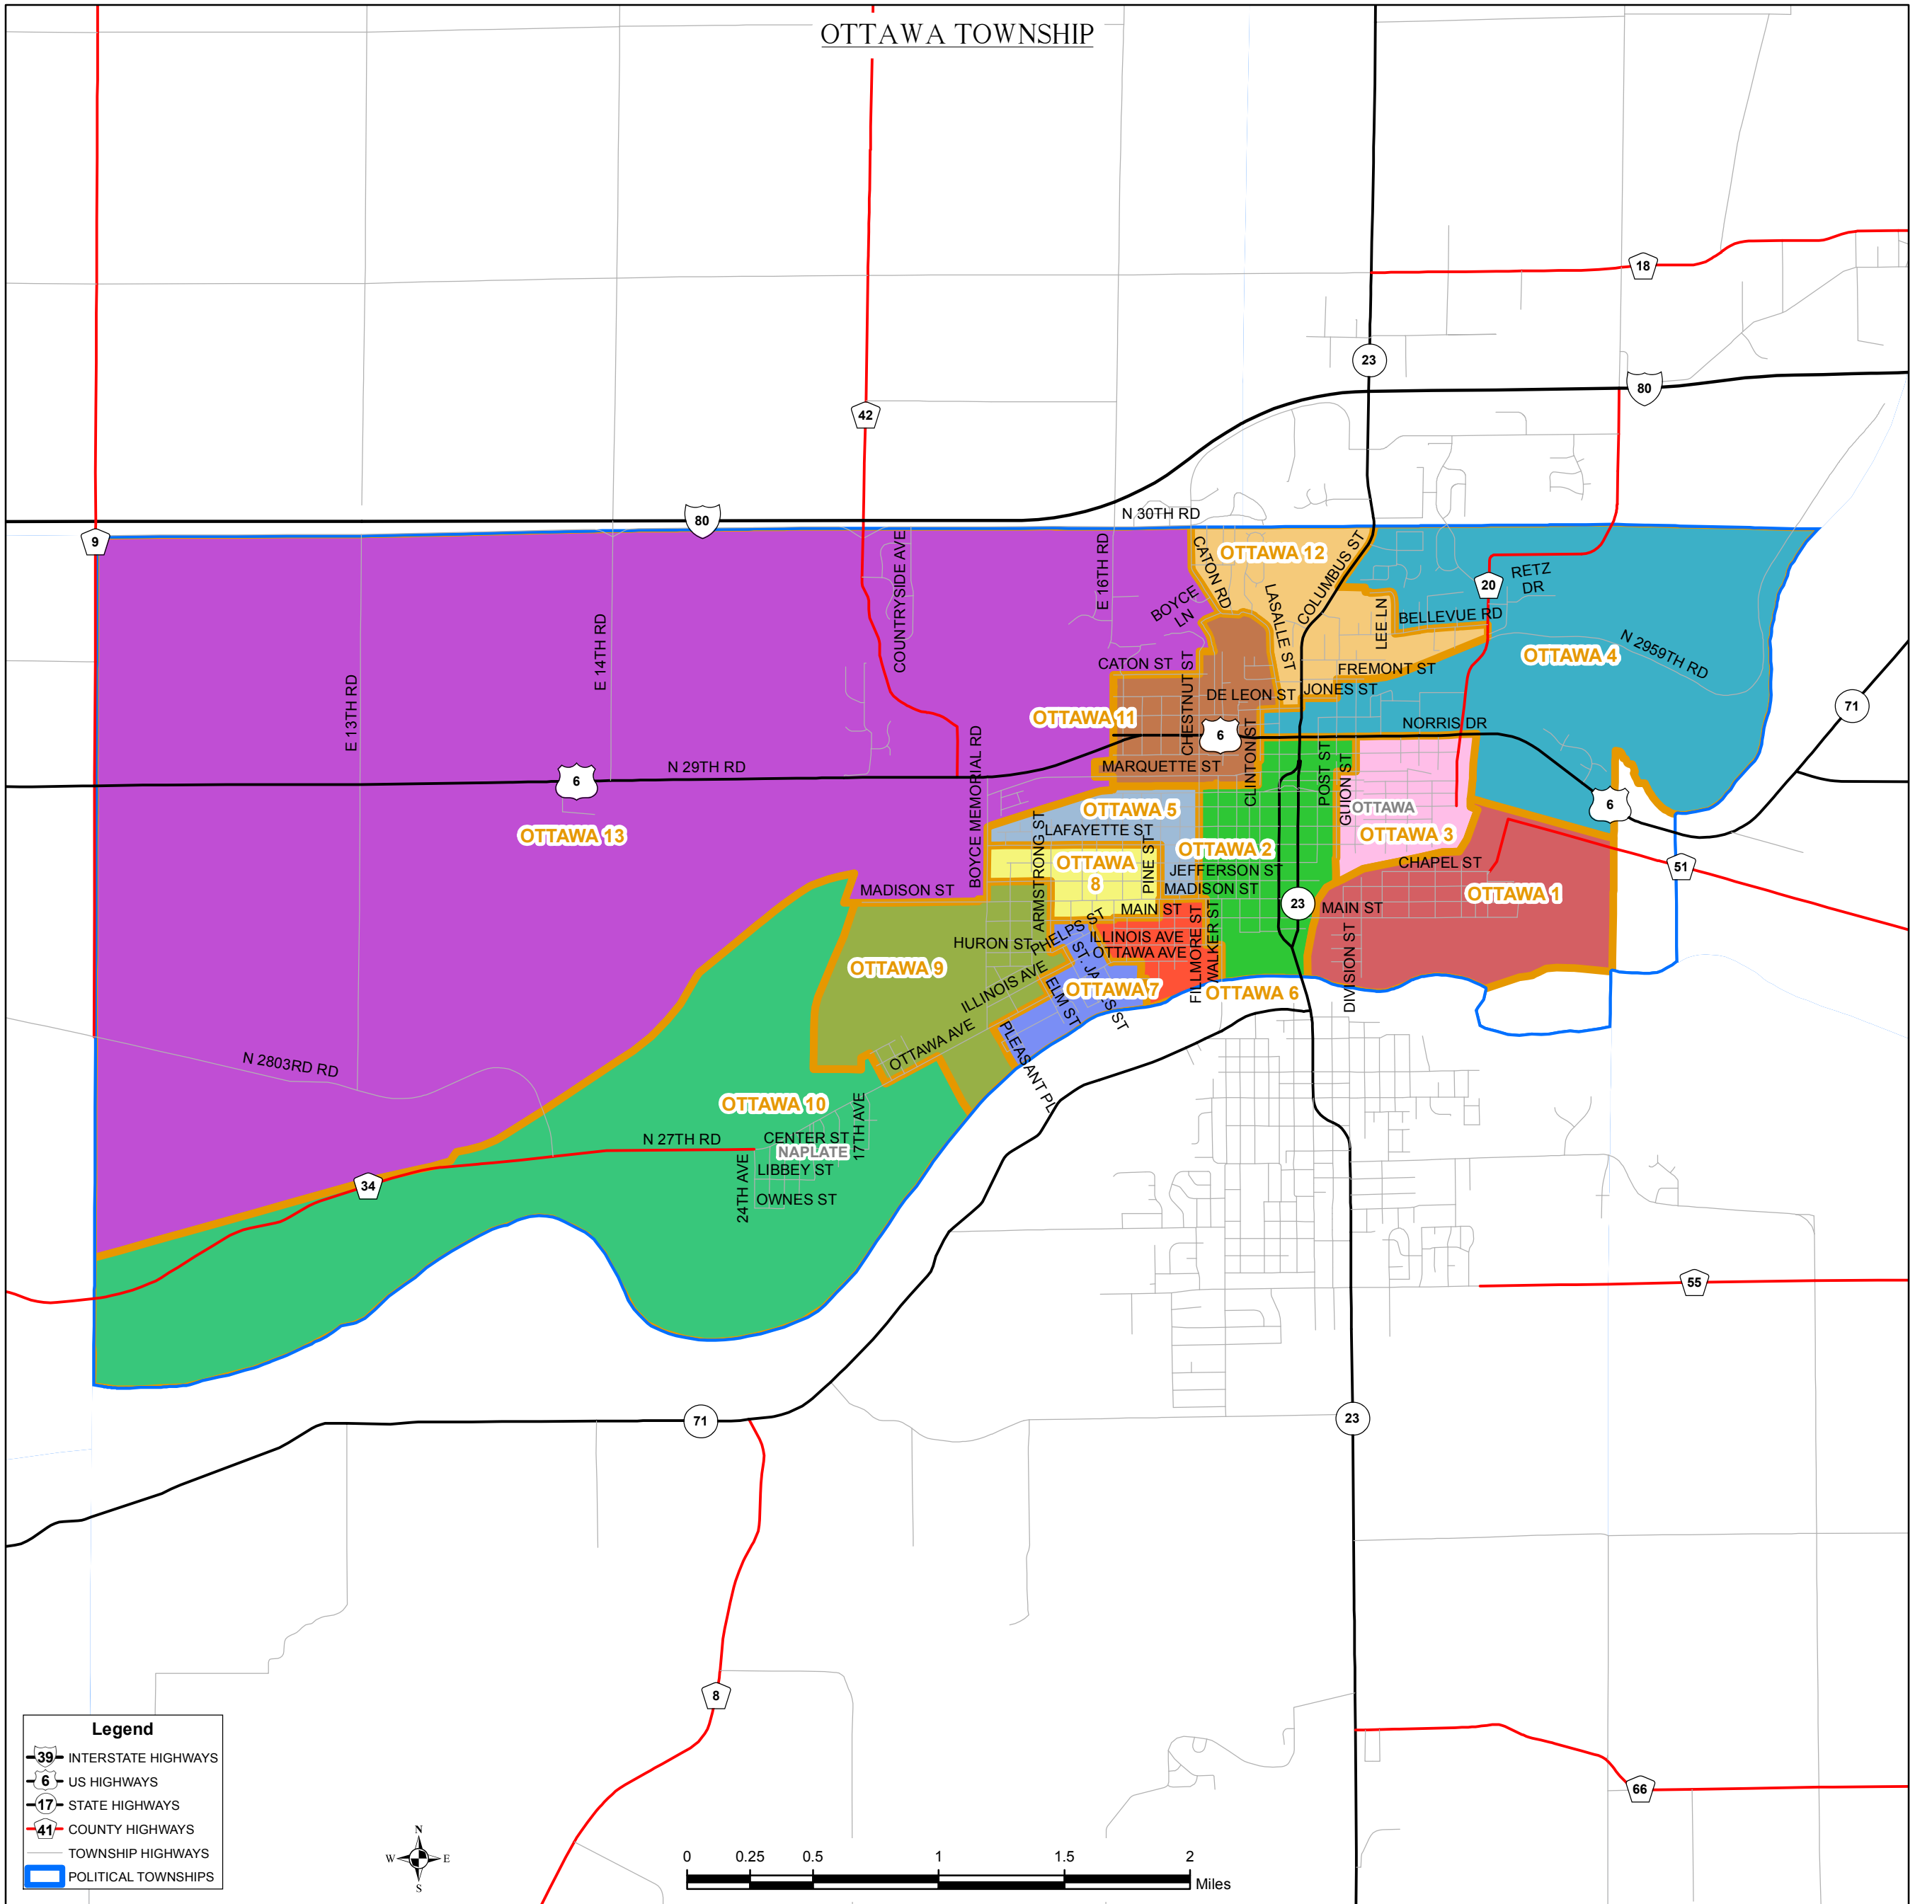 OTTAWA TOWNSHIP
18
23
80
42
N 30TH RD
80
9
CATON RD
OTTAWA 12
COLUMBUS ST
COUNTRYSIDE AVE
E 16TH RD
BOYCE
LN
LASALLE ST
LEE LN
20
RETZ
DR
BELLEVUE RD
N 2959TH RD
OTTAWA 4
E 14TH RD
E 13TH RD
CATON ST
CHESTNUT ST
FREMONT ST
DE LEON ST
JONES ST
71
OTTAWA 11
NORRIS DR
6
CLINTON ST
POST ST
GUION ST
N 29TH RD
6
BOYCE MEMORIAL RD
MARQUETTE ST
OTTAWA
6
OTTAWA 5
OTTAWA 13
LAFAYETTE ST
OTTAWA 3
ARMSTRONG ST
OTTAWA
8
PINE ST
OTTAWA 2
JEFFERSON ST
CHAPEL ST
51
MADISON ST
MADISON ST
OTTAWA 1
MAIN ST
23
MAIN ST
FILLMORE ST
WALKER ST
PHELPS ST
ILLINOIS AVE
HURON ST
OTTAWA AVE
OTTAWA 9
ILLINOIS AVE
ELM ST
ST. JAMES ST
OTTAWA 7
OTTAWA 6
DIVISION ST
OTTAWA AVE
PLEASANT PL
N 2803RD RD
OTTAWA 10
17TH AVE
N 27TH RD
CENTER ST
NAPLATE
LIBBEY ST
24TH AVE
OWNES ST
34
55
71
23
8
66
Legend
39 INTERSTATE HIGHWAYS
6 US HIGHWAYS
17 STATE HIGHWAYS
41 COUNTY HIGHWAYS
TOWNSHIP HIGHWAYS
POLITICAL TOWNSHIPS
N
W E
S
0 0.25 0.5 1 1.5 2
Miles